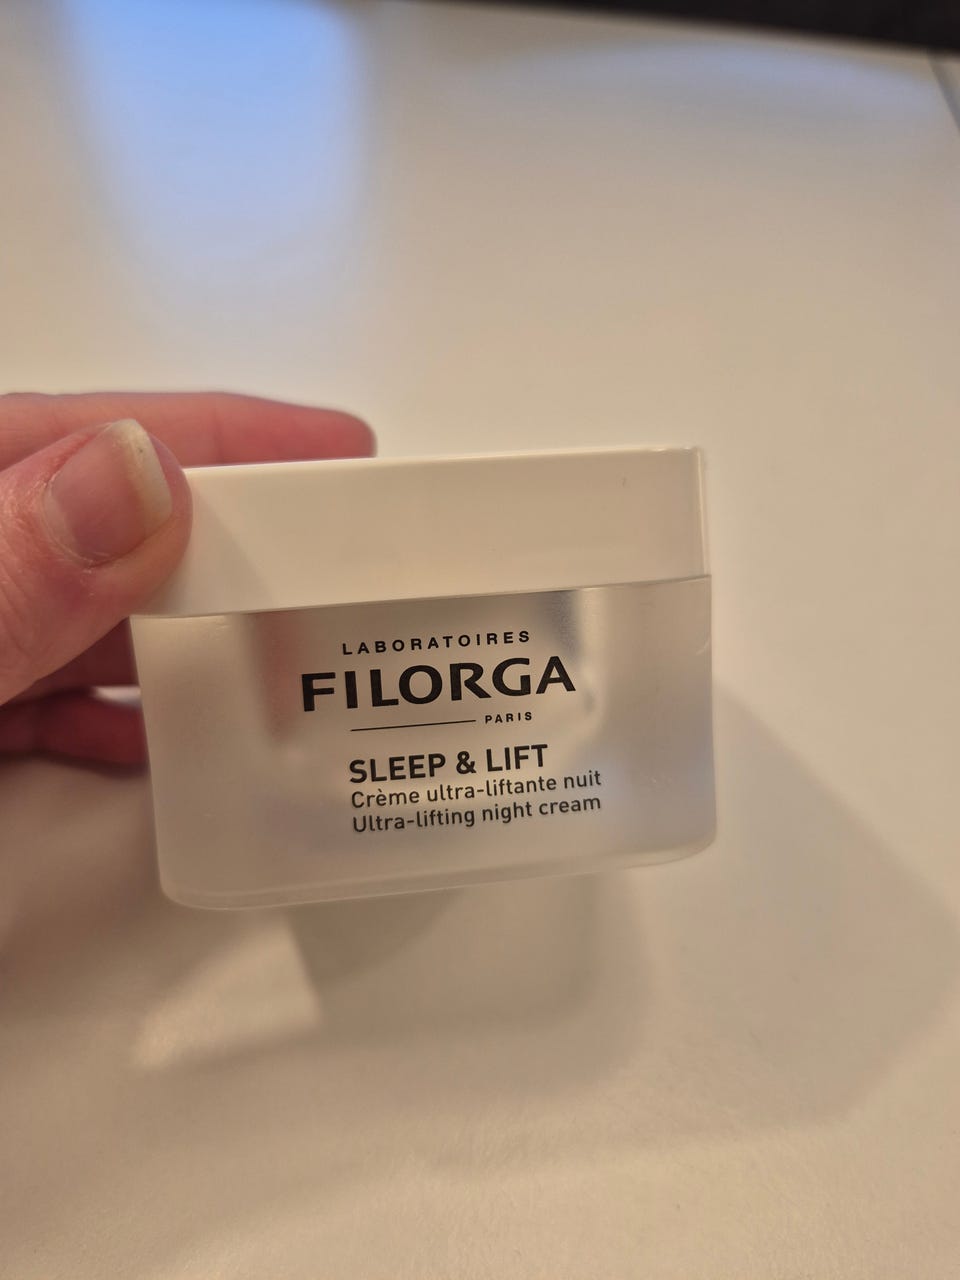 LABORATOIRES
FILORGA
PARIS
SLEEP & LIFT
Crème ultra-liftante nuit
Ultra-lifting night cream